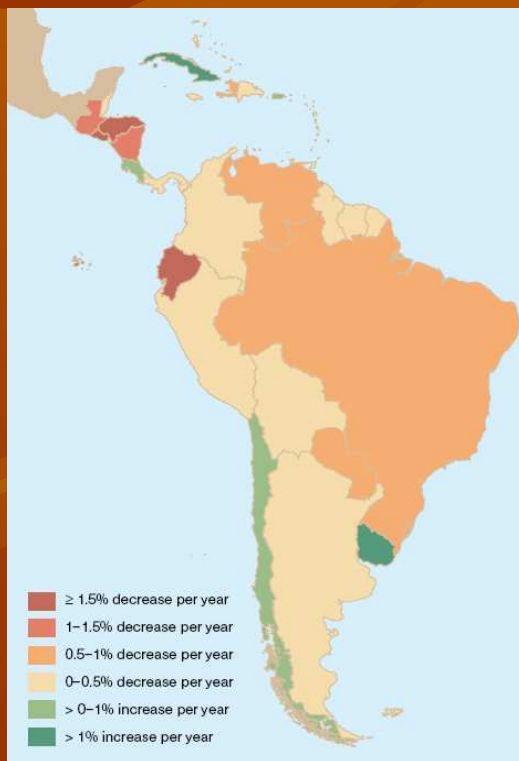 ≥ 1.5% decrease per year
1–1.5% decrease per year
0.5–1% decrease per year
0–0.5% decrease per year
> 0–1% increase per year
> 1% increase per year